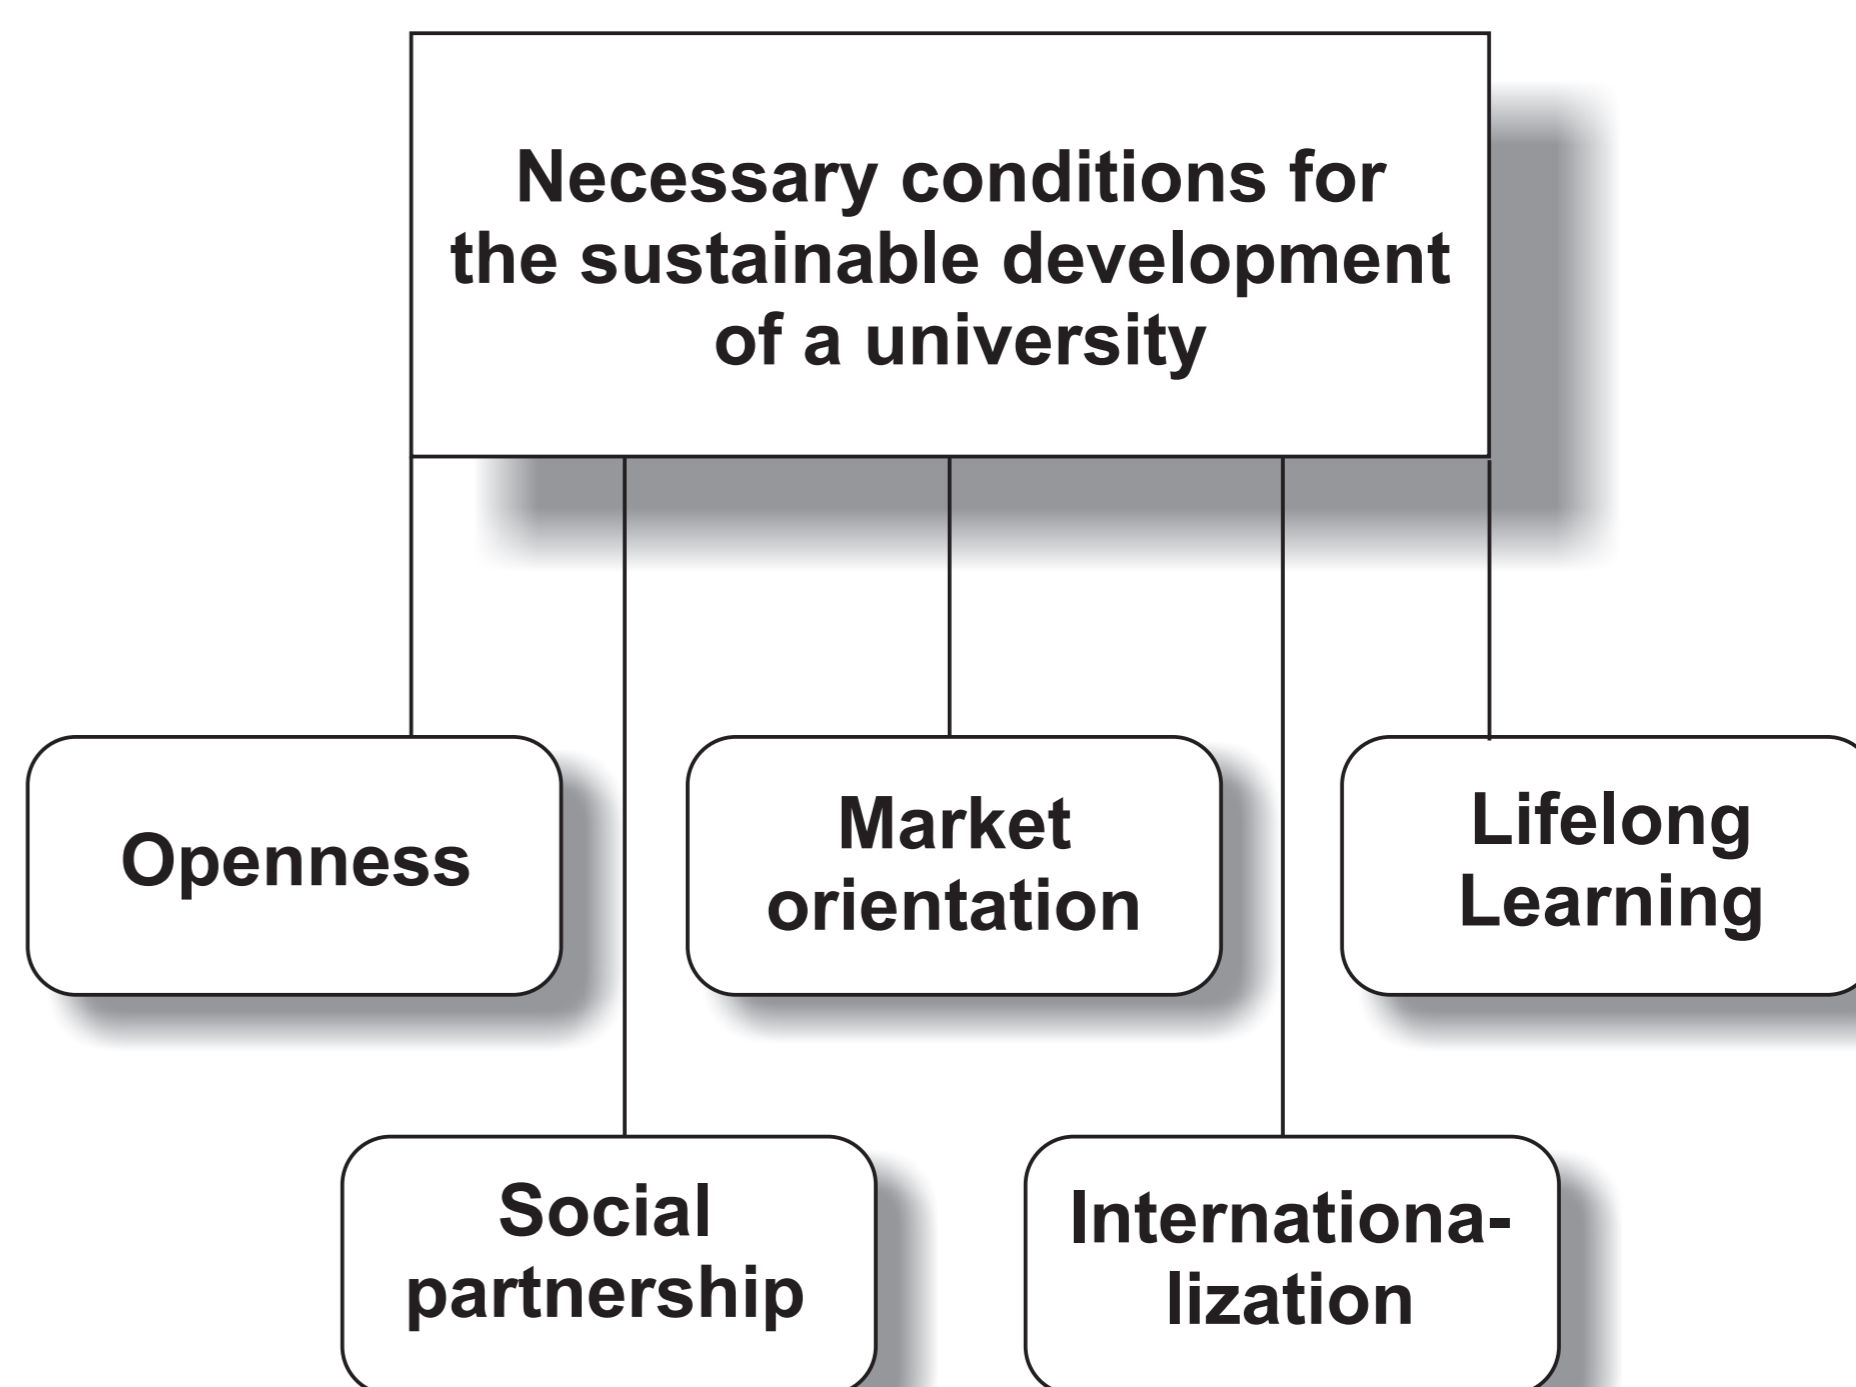 Necessary conditions for
the sustainable development
of a university
Openness
Market
orientation
Lifelong
Learning
Social
partnership
Internationa-
lization